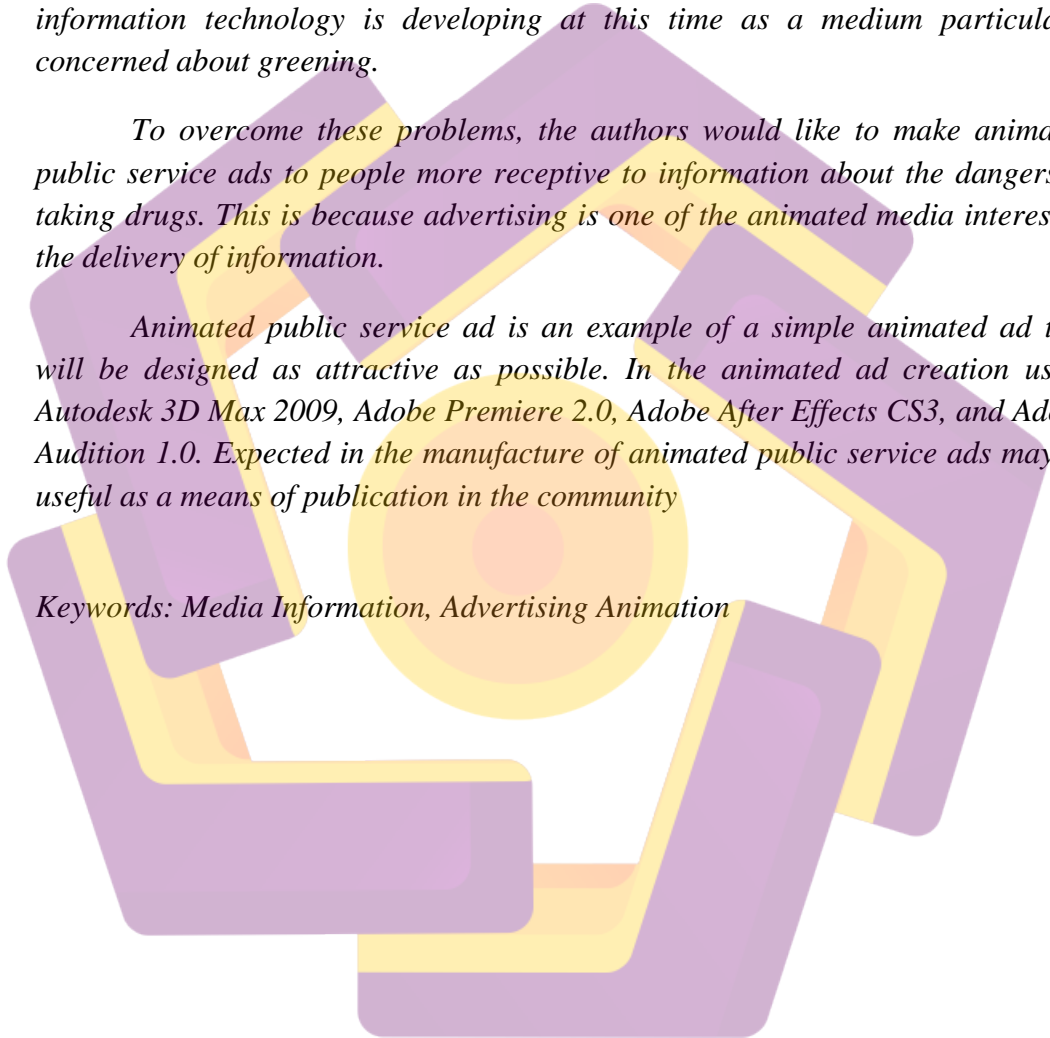 information technology is developing at this time as a medium
concerned about greening.
To overcome these problems, the authors would like to make
public service ads to people more receptive to information about the dangers
taking drugs. This is because advertising is one of the animated media
the delivery of information.
Animated public service ad is an example of a simple animated ad
will be designed as attractive as possible. In the animated ad creation
Autodesk 3D Max 2009, Adobe Premiere 2.0, Adobe After Effects CS3, and
Audition 1.0. Expected in the manufacture of animated public service ads may
useful as a means of publication in the community
Keywords: Media Information, Advertising Animation